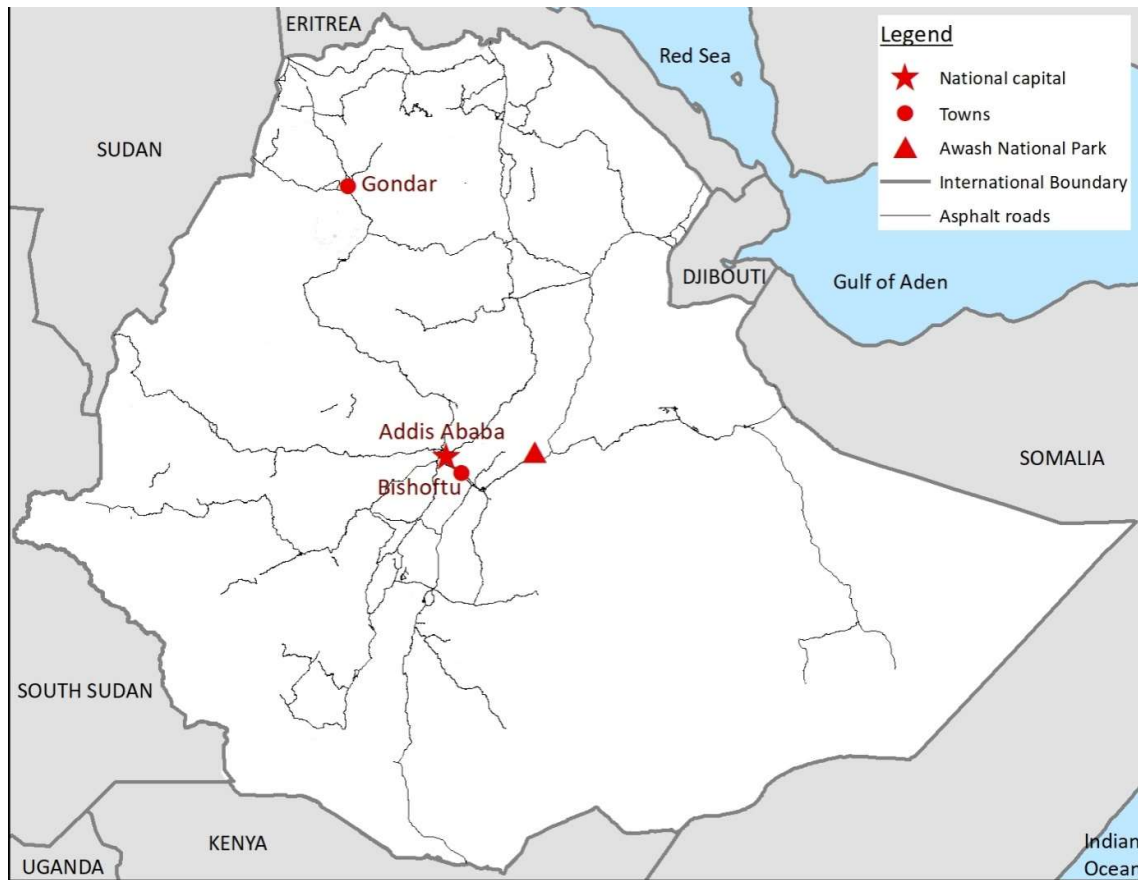 ERITREA
Red Sea
Legend
National capital
Towns
Awash National Park
International Boundary
Asphalt roads
SUDAN
Gondar
DJIBOUTI
Gulf of Aden
Addis Ababa
Bishoftu
SOMALIA
SOUTH SUDAN
KENYA
UGANDA
Indian
Ocean